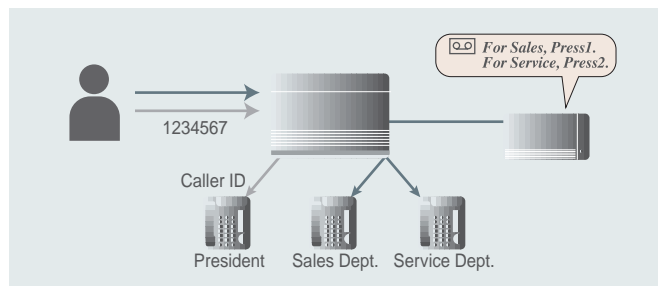 For Sales, Press1.
For Service, Press2.
1234567
Caller ID
President
Sales Dept.
Service Dept.